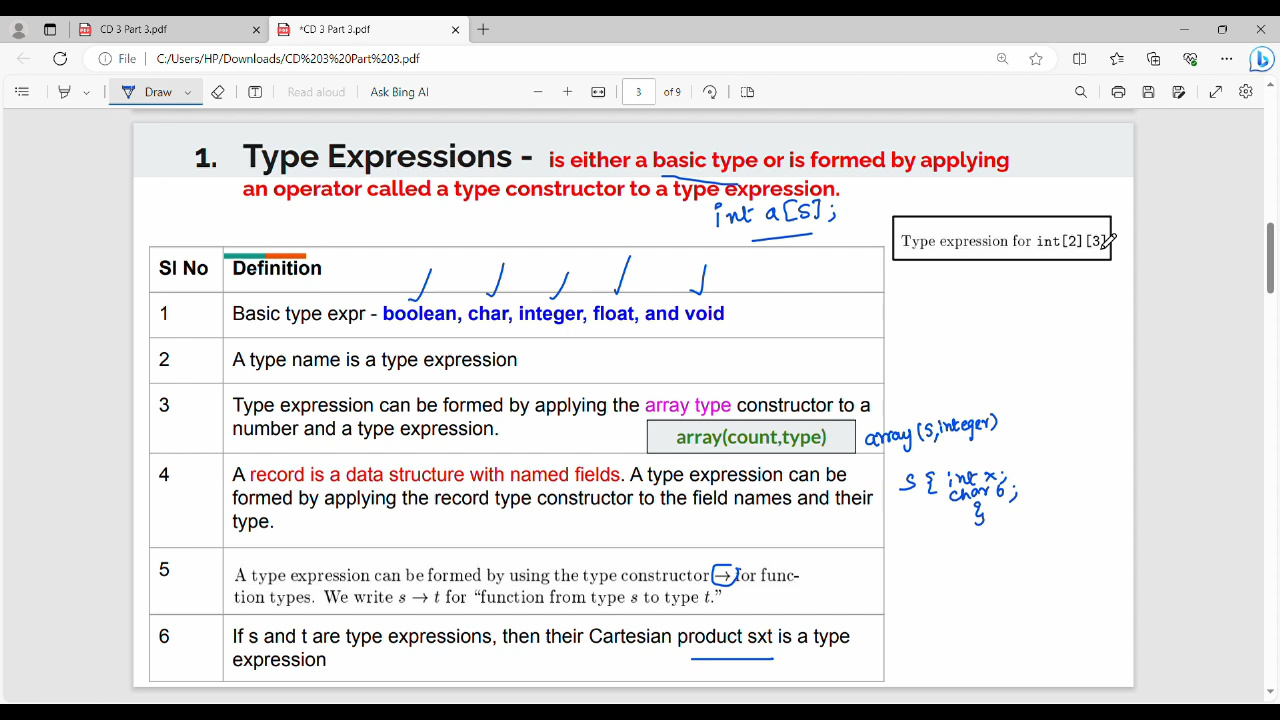 CD 3 Part 3.pdf
*CD 3 Part 3.pdf
File
C:/Users/HP/Downloads/CD%203%20Part%203.pdf
Draw
Read aloud
Ask Bing AI
3
of 9
1. Type Expressions - is either a basic type or is formed by applying
an operator called a type constructor to a type expression.
int a[5];
Type expression for int[2][3]
Sl No Definition
1 Basic type expr - boolean, char, integer, float, and void
2 A type name is a type expression
3 Type expression can be formed by applying the array type constructor to a
number and a type expression.
array(count,type)
array(5,integer)
4 A record is a data structure with named fields. A type expression can be
formed by applying the record type constructor to the field names and their
type.
S { int x;
char b;
}
5 A type expression can be formed by using the type constructor → for func-
tion types. We write s → t for “function from type s to type t.”
6 If s and t are type expressions, then their Cartesian product sxt is a type
expression